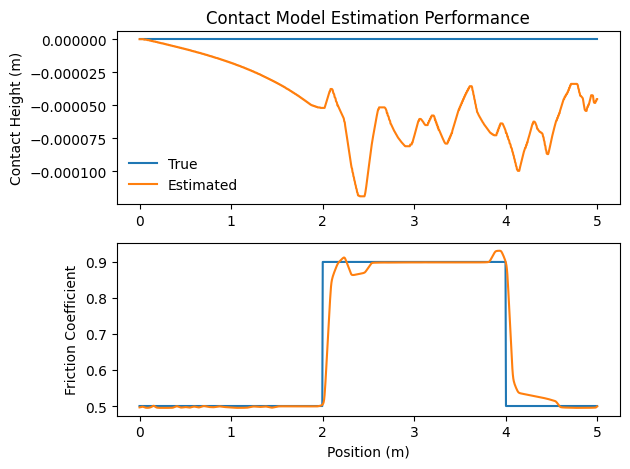 Contact Model Estimation Performance
Contact Height (m)
0.000000
−0.000025
−0.000050
−0.000075
−0.000100
True
Estimated
0 1 2 3 4 5
Friction Coefficient
0.9
0.8
0.7
0.6
0.5
0 1 2 3 4 5
Position (m)